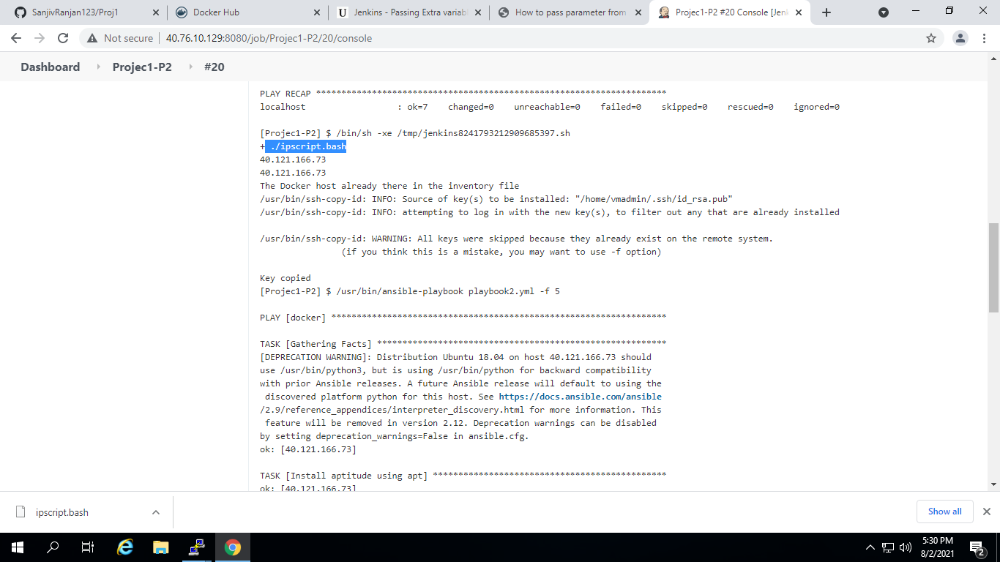 SanjivRanjan123/Proj1
Docker Hub
Jenkins - Passing Extra variabl
How to pass parameter from
Projec1-P2 #20 Console [Jenk
Not secure
40.76.10.129:8080/job/Projec1-P2/20/console
Dashboard Projec1-P2 #20
PLAY RECAP *********************************************************************
localhost : ok=7 changed=0 unreachable=0 failed=0 skipped=0 rescued=0 ignored=0
[Projec1-P2] $ /bin/sh -xe /tmp/jenkins8241793212909685397.sh
+ ./ipscript.bash
40.121.166.73
40.121.166.73
The Docker host already there in the inventory file
/usr/bin/ssh-copy-id: INFO: Source of key(s) to be installed: "/home/vmadmin/.ssh/id_rsa.pub"
/usr/bin/ssh-copy-id: INFO: attempting to log in with the new key(s), to filter out any that are already installed
/usr/bin/ssh-copy-id: WARNING: All keys were skipped because they already exist on the remote system.
(if you think this is a mistake, you may want to use -f option)
Key copied
[Projec1-P2] $ /usr/bin/ansible-playbook playbook2.yml -f 5
PLAY [docker] ******************************************************************
TASK [Gathering Facts] *********************************************************
[DEPRECATION WARNING]: Distribution Ubuntu 18.04 on host 40.121.166.73 should
use /usr/bin/python3, but is using /usr/bin/python for backward compatibility
with prior Ansible releases. A future Ansible release will default to using the
discovered platform python for this host. See https://docs.ansible.com/ansible
/2.9/reference_appendices/interpreter_discovery.html for more information. This
feature will be removed in version 2.12. Deprecation warnings can be disabled
by setting deprecation_warnings=False in ansible.cfg.
ok: [40.121.166.73]
TASK [Install aptitude using apt] **********************************************
ok: [40.121.166.73]
ipscript.bash
Show all
5:30 PM
8/2/2021
2